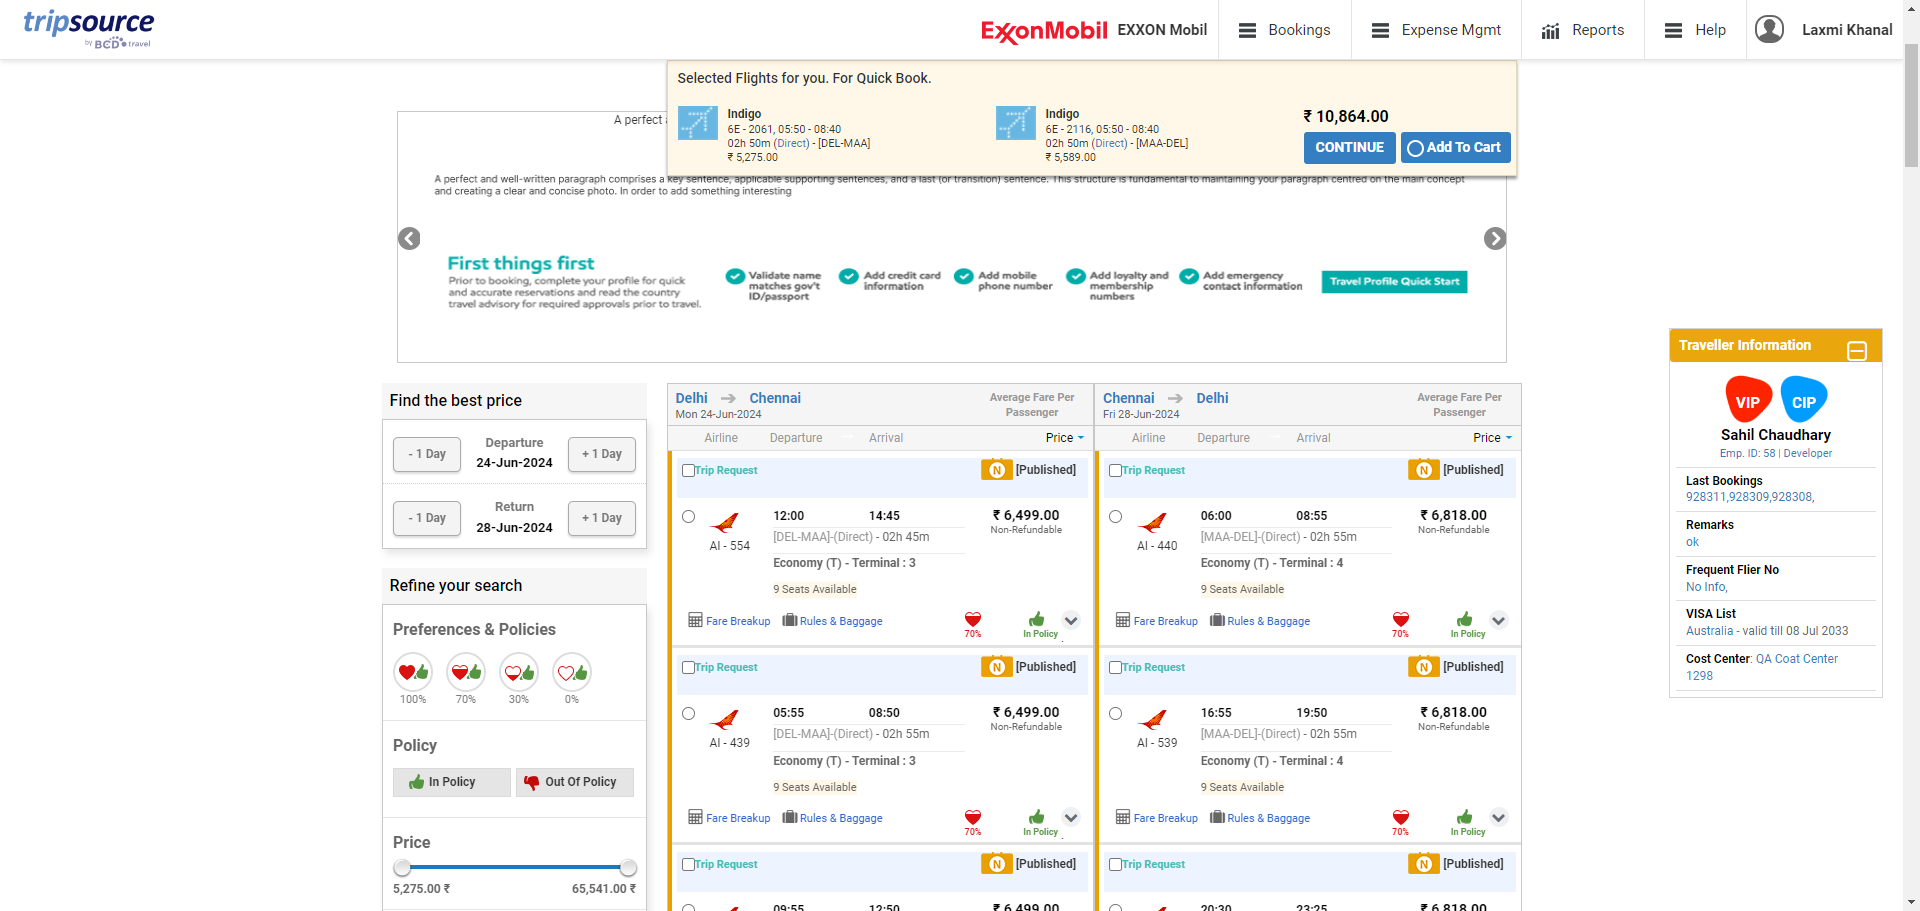 tripsource
by BCD travel
ExxonMobil EXXON Mobil
Bookings
Expense Mgmt
Reports
Help
Laxmi Khanal
Selected Flights for you. For Quick Book.
Indigo
6E - 2061, 05:50 - 08:40
02h 50m (Direct) - [DEL-MAA]
₹ 5,275.00
Indigo
6E - 2116, 05:50 - 08:40
02h 50m (Direct) - [MAA-DEL]
₹ 5,589.00
₹ 10,864.00
CONTINUE
Add To Cart
A perfect
A perfect and well-written paragraph comprises a key sentence, applicable supporting sentences, and a last (or transition) sentence. This structure is fundamental to maintaining your paragraph centred on the main concept
and creating a clear and concise photo. In order to add something interesting
First things first
Prior to booking, complete your profile for quick
and accurate reservations and read the country
travel advisory for required approvals prior to travel.
Validate name
matches gov't
ID/passport
Add credit card
information
Add mobile
phone number
Add loyalty and
membership
numbers
Add emergency
contact information
Travel Profile Quick Start
Find the best price
- 1 Day
Departure
24-Jun-2024
+ 1 Day
- 1 Day
Return
28-Jun-2024
+ 1 Day
Refine your search
Preferences & Policies
100%
70%
30%
0%
Policy
In Policy
Out Of Policy
Price
5,275.00 ₹
65,541.00 ₹
Delhi Chennai
Mon 24-Jun-2024
Average Fare Per
Passenger
Airline Departure Arrival Price
Trip Request
N [Published]
12:00 14:45
₹ 6,499.00
[DEL-MAA]-(Direct) - 02h 45m
Non-Refundable
AI - 554
Economy (T) - Terminal : 3
9 Seats Available
Fare Breakup
Rules & Baggage
70%
In Policy
Trip Request
N [Published]
05:55 08:50
₹ 6,499.00
[DEL-MAA]-(Direct) - 02h 55m
Non-Refundable
AI - 439
Economy (T) - Terminal : 3
9 Seats Available
Fare Breakup
Rules & Baggage
70%
In Policy
Trip Request
N [Published]
09:55 12:50
₹ 6,499.00
Chennai Delhi
Fri 28-Jun-2024
Average Fare Per
Passenger
Airline Departure Arrival Price
Trip Request
N [Published]
06:00 08:55
₹ 6,818.00
[MAA-DEL]-(Direct) - 02h 55m
Non-Refundable
AI - 440
Economy (T) - Terminal : 4
9 Seats Available
Fare Breakup
Rules & Baggage
70%
In Policy
Trip Request
N [Published]
16:55 19:50
₹ 6,818.00
[MAA-DEL]-(Direct) - 02h 55m
Non-Refundable
AI - 539
Economy (T) - Terminal : 4
9 Seats Available
Fare Breakup
Rules & Baggage
70%
In Policy
Trip Request
N [Published]
20:30 23:25
₹ 6,818.00
Traveller Information
VIP CIP
Sahil Chaudhary
Emp. ID: 58 | Developer
Last Bookings
928311,928309,928308,
Remarks
ok
Frequent Flier No
No Info,
VISA List
Australia - valid till 08 Jul 2033
Cost Center: QA Coat Center
1298